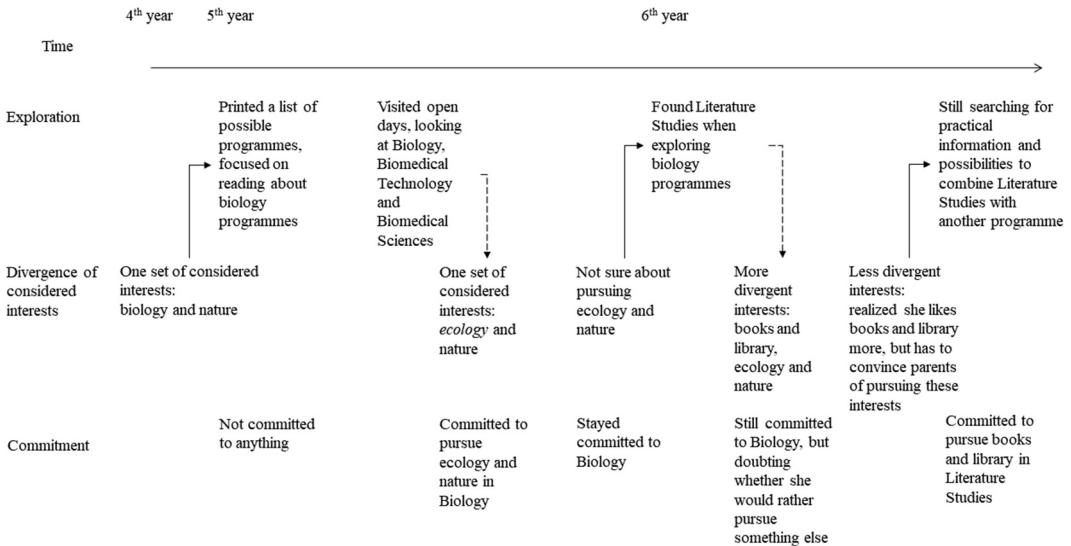 4th year
5th year
6th year
Time
Exploration
Printed a list of
possible
programmes,
focused on
reading about
biology
programmes
Visited open
days, looking
at Biology,
Biomedical
Technology
and
Biomedical
Sciences
Found Literature
Studies when
exploring
biology
programmes
Still searching for
practical
information and
possibilities to
combine Literature
Studies with
another programme
Divergence of
considered
interests
One set of considered
interests:
biology and nature
One set of
considered
interests:
ecology and
nature
Not sure about
pursuing
ecology and
nature
More
divergent
interests:
books and
library,
ecology and
nature
Less divergent
interests:
realized she likes
books and library
more, but has to
convince parents
of pursuing these
interests
Commitment
Not committed
to anything
Committed to
pursue
ecology and
nature in
Biology
Stayed
committed to
Biology
Still committed
to Biology, but
doubting
whether she
would rather
pursue
something else
Committed to
pursue books
and library in
Literature
Studies